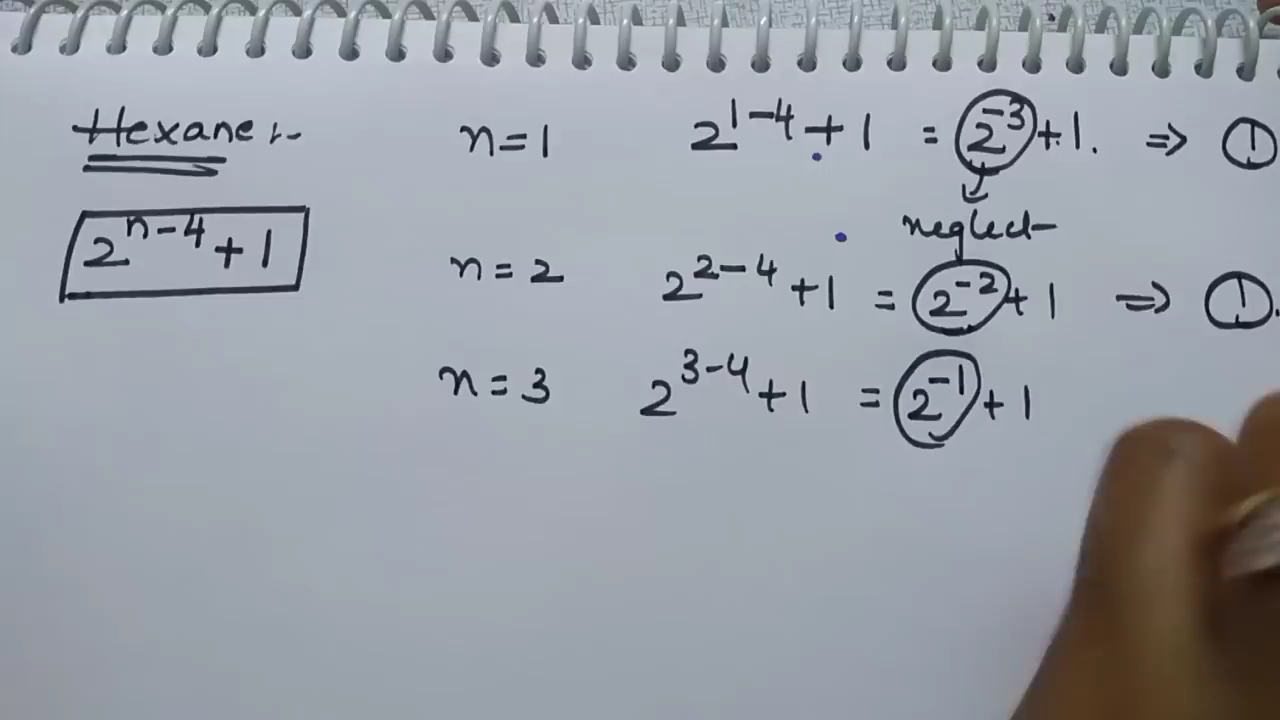 Hexane :-
n = 1 2^{1-4} + 1 = 2^{-3} + 1. ⇒ 1
neglect
2^{n-4} + 1
n = 2 2^{2-4} + 1 = 2^{-2} + 1 ⇒ 1.
n = 3 2^{3-4} + 1 = 2^{-1} + 1